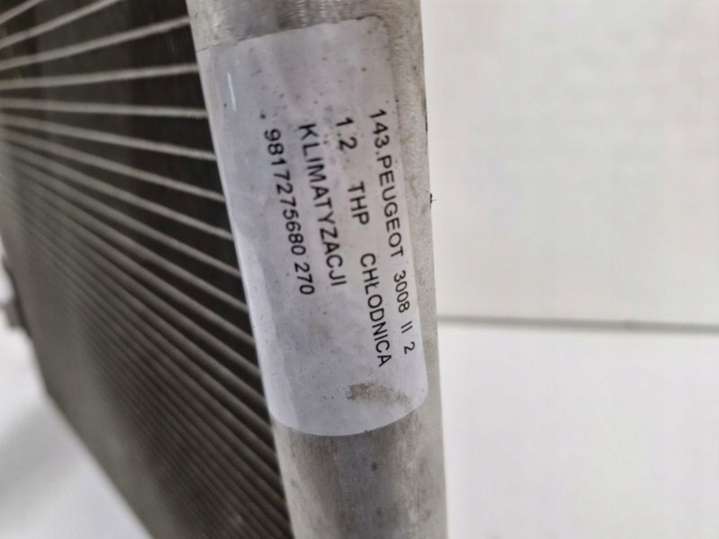 143.PEUGEOT 3008 II 2
1.2 THP CHŁODNICA
KLIMATYZACJI
9817275680 270